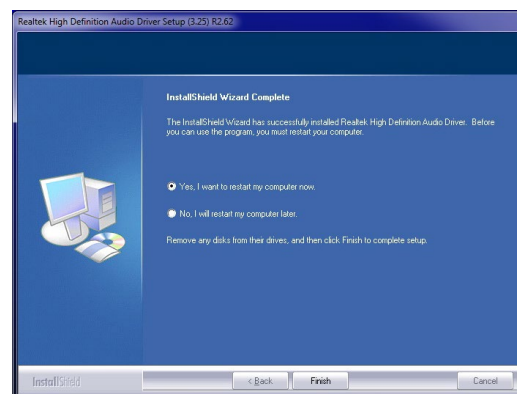 Realtek High Definition Audio Driver Setup (3.25) R2.62
InstallShield Wizard Complete
The InstallShield Wizard has successfully installed Realtek High Definition Audio Driver. Before
you can use the program, you must restart your computer.
Yes, I want to restart my computer now.
No, I will restart my computer later.
Remove any disks from their drives, and then click Finish to complete setup.
InstallShield
< Back
Finish
Cancel